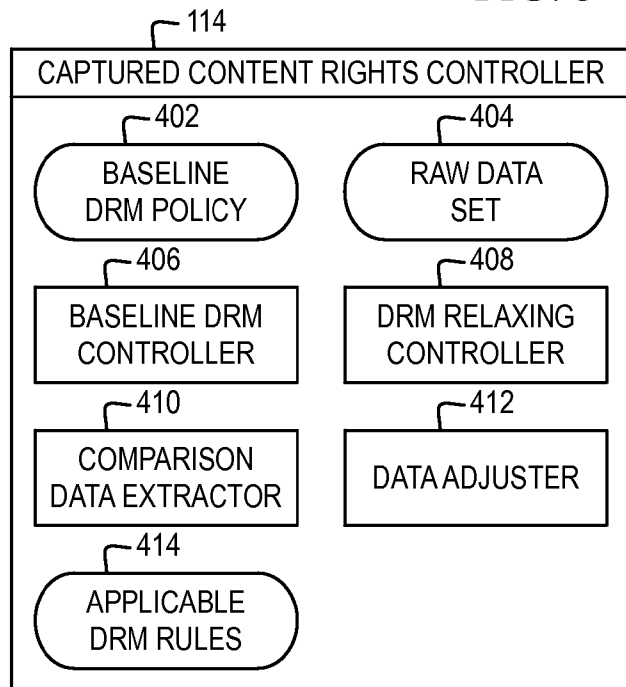 114
CAPTURED CONTENT RIGHTS CONTROLLER
402
BASELINE
DRM POLICY
404
RAW DATA
SET
406
BASELINE DRM
CONTROLLER
408
DRM RELAXING
CONTROLLER
410
COMPARISON
DATA EXTRACTOR
412
DATA ADJUSTER
414
APPLICABLE
DRM RULES